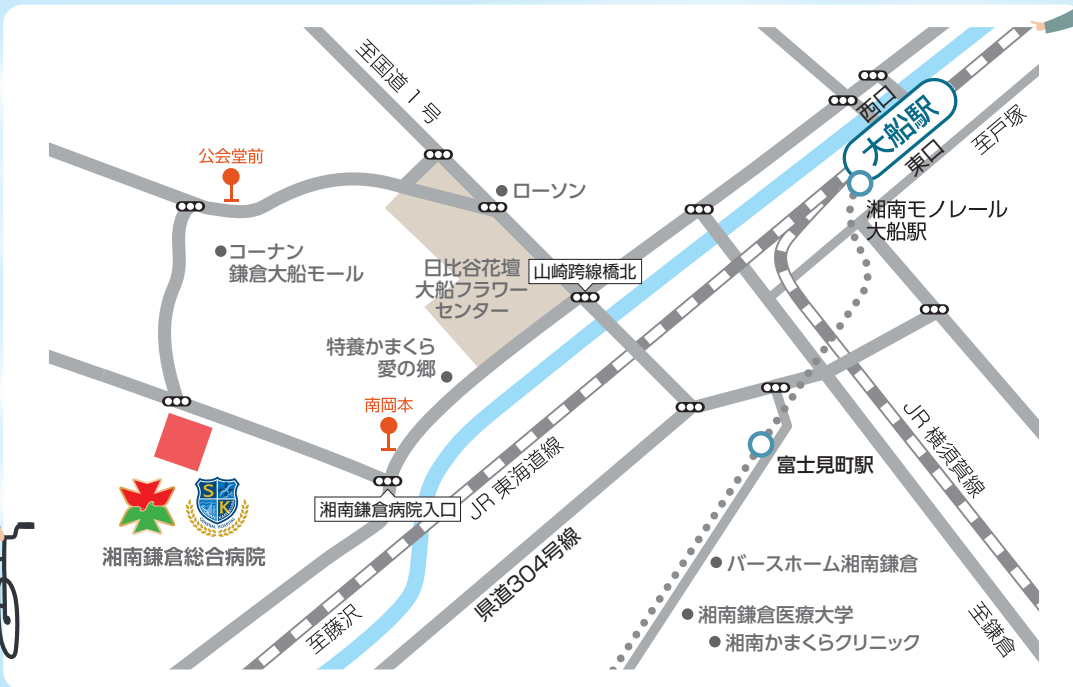 至国道1号
西口
大船駅
東口
至戸塚
公会堂前
ローソン
湘南モノレール
大船駅
コーナン
鎌倉大船モール
日比谷花壇
大船フラワー
センター
山崎跨線橋北
特養かまくら
愛の郷
南岡本
JR 東海道線
JR 横須賀線
富士見町駅
湘南鎌倉病院入口
S K
湘南鎌倉総合病院
県道304号線
バースホーム湘南鎌倉
湘南鎌倉医療大学
湘南かまくらクリニック
至藤沢
至鎌倉